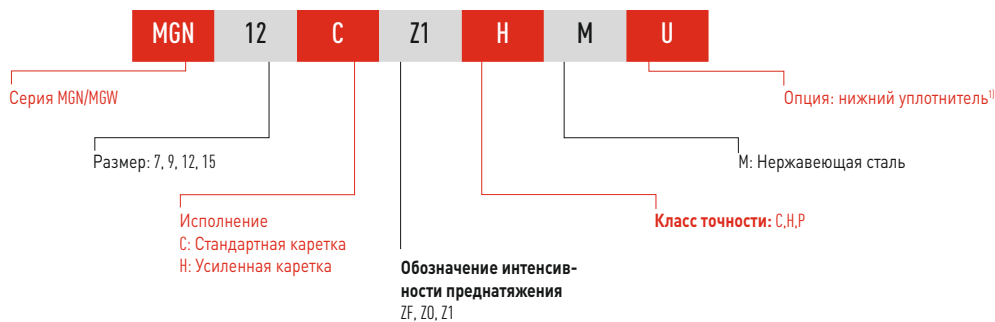 MGN 12 C Z1 H M U
Серия MGN/MGW
Опция: нижний уплотнитель¹⁾
Размер: 7, 9, 12, 15
M: Нержавеющая сталь
Исполнение
C: Стандартная каретка
H: Усиленная каретка
Класс точности: C,H,P
Обозначение интенсив-
ности преднатяжения
ZF, Z0, Z1